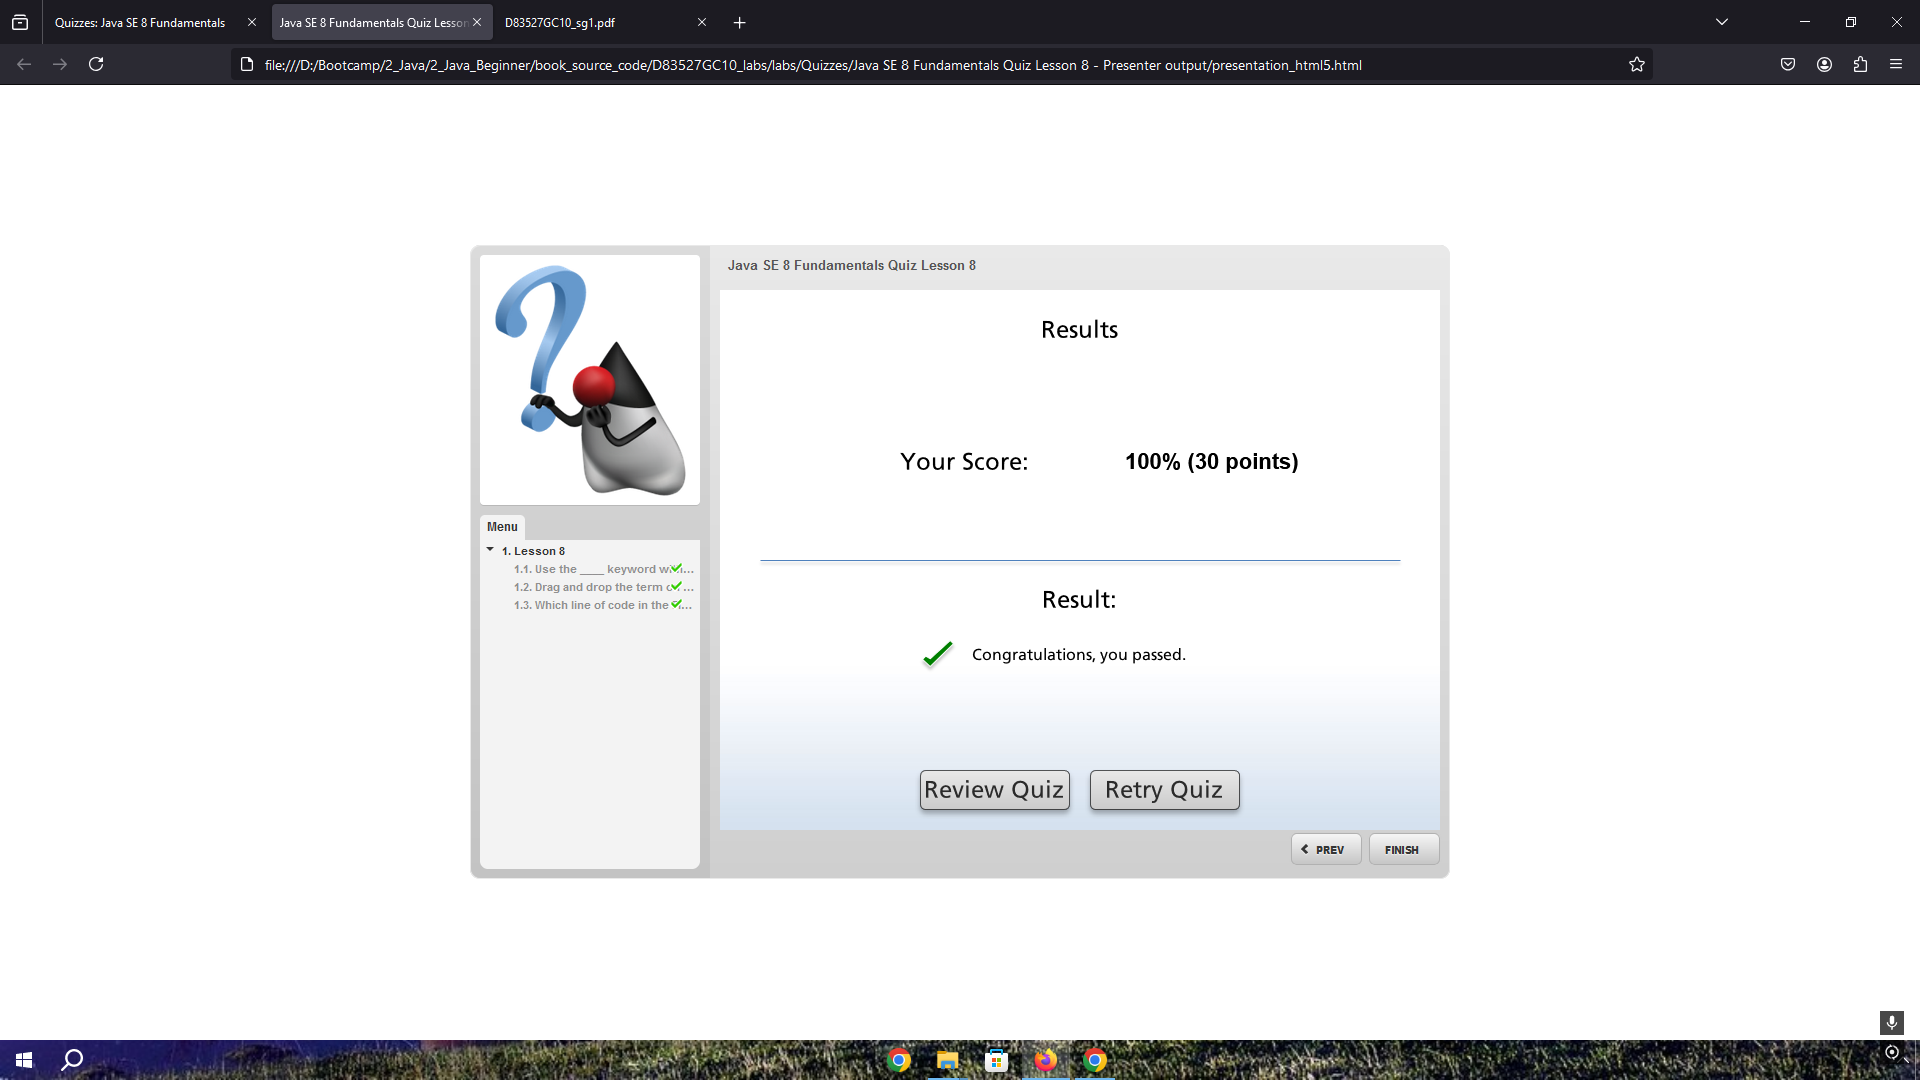 Quizzes: Java SE 8 Fundamentals
Java SE 8 Fundamentals Quiz Lesson
D83527GC10_sg1.pdf
file:///D:/Bootcamp/2_Java/2_Java_Beginner/book_source_code/D83527GC10_labs/labs/Quizzes/Java SE 8 Fundamentals Quiz Lesson 8 - Presenter output/presentation_html5.html
Java SE 8 Fundamentals Quiz Lesson 8
Results
Your Score: 100% (30 points)
Result:
Congratulations, you passed.
Review Quiz Retry Quiz
PREV FINISH
Menu
1. Lesson 8
1.1. Use the ____ keyword
1.2. Drag and drop the term
1.3. Which line of code in the